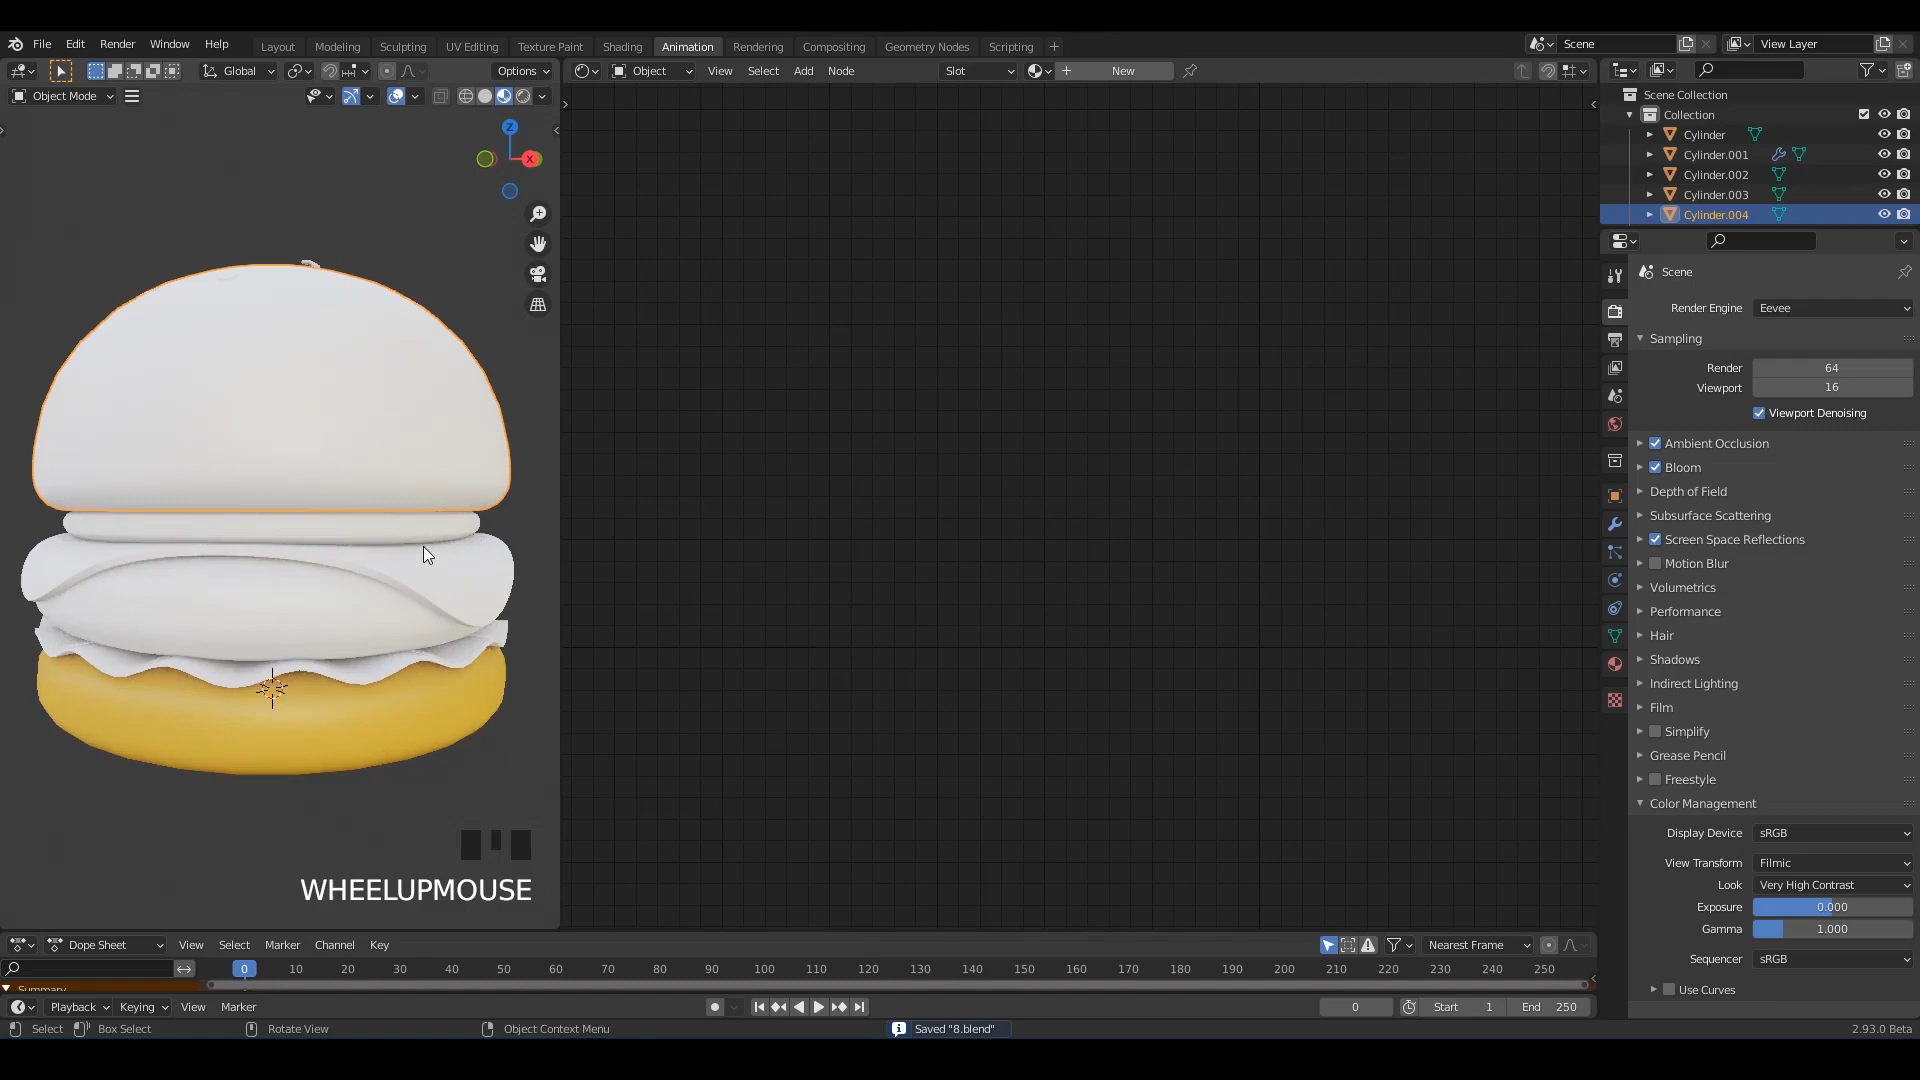 File Edit Render Window Help Layout Modeling Sculpting UV Editing Texture Paint Shading Animation Rendering Compositing Geometry Nodes Scripting + Scene View Layer
Global Options Object View Select Add Node Slot New
Object Mode
Z
X
Scene Collection
Collection
Cylinder
Cylinder.001
Cylinder.002
Cylinder.003
Cylinder.004
Scene
Render Engine Eevee
Sampling
Render 64
Viewport 16
Viewport Denoising
Ambient Occlusion
Bloom
Depth of Field
Subsurface Scattering
Screen Space Reflections
Motion Blur
Volumetrics
Performance
Hair
Shadows
Indirect Lighting
Film
Simplify
Grease Pencil
Freestyle
Color Management
Display Device sRGB
View Transform Filmic
Look Very High Contrast
Exposure 0.000
Gamma 1.000
Sequencer sRGB
Use Curves
WHEELUPMOUSE
Dope Sheet View Select Marker Channel Key Nearest Frame
0 10 20 30 40 50 60 70 80 90 100 110 120 130 140 150 160 170 180 190 200 210 220 230 240 250
Summary
Playback Keying View Marker 0 Start 1 End 250
Select Box Select Rotate View Object Context Menu Saved "8.blend" 2.93.0 Beta